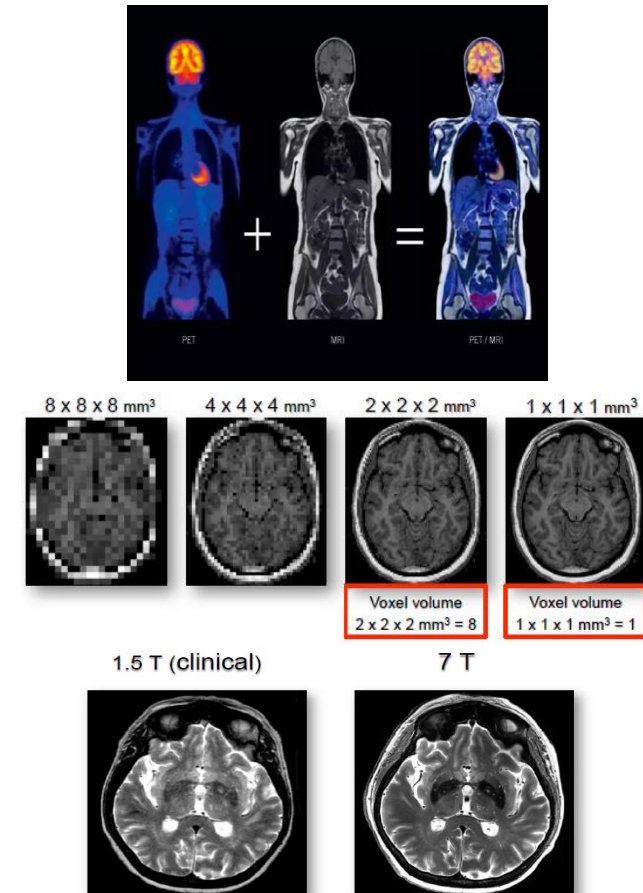 + =
PET MRI PET / MRI
8 x 8 x 8 mm³ 4 x 4 x 4 mm³ 2 x 2 x 2 mm³ 1 x 1 x 1 mm³
Voxel volume Voxel volume
2 x 2 x 2 mm³ = 8 1 x 1 x 1 mm³ = 1
1.5 T (clinical) 7 T